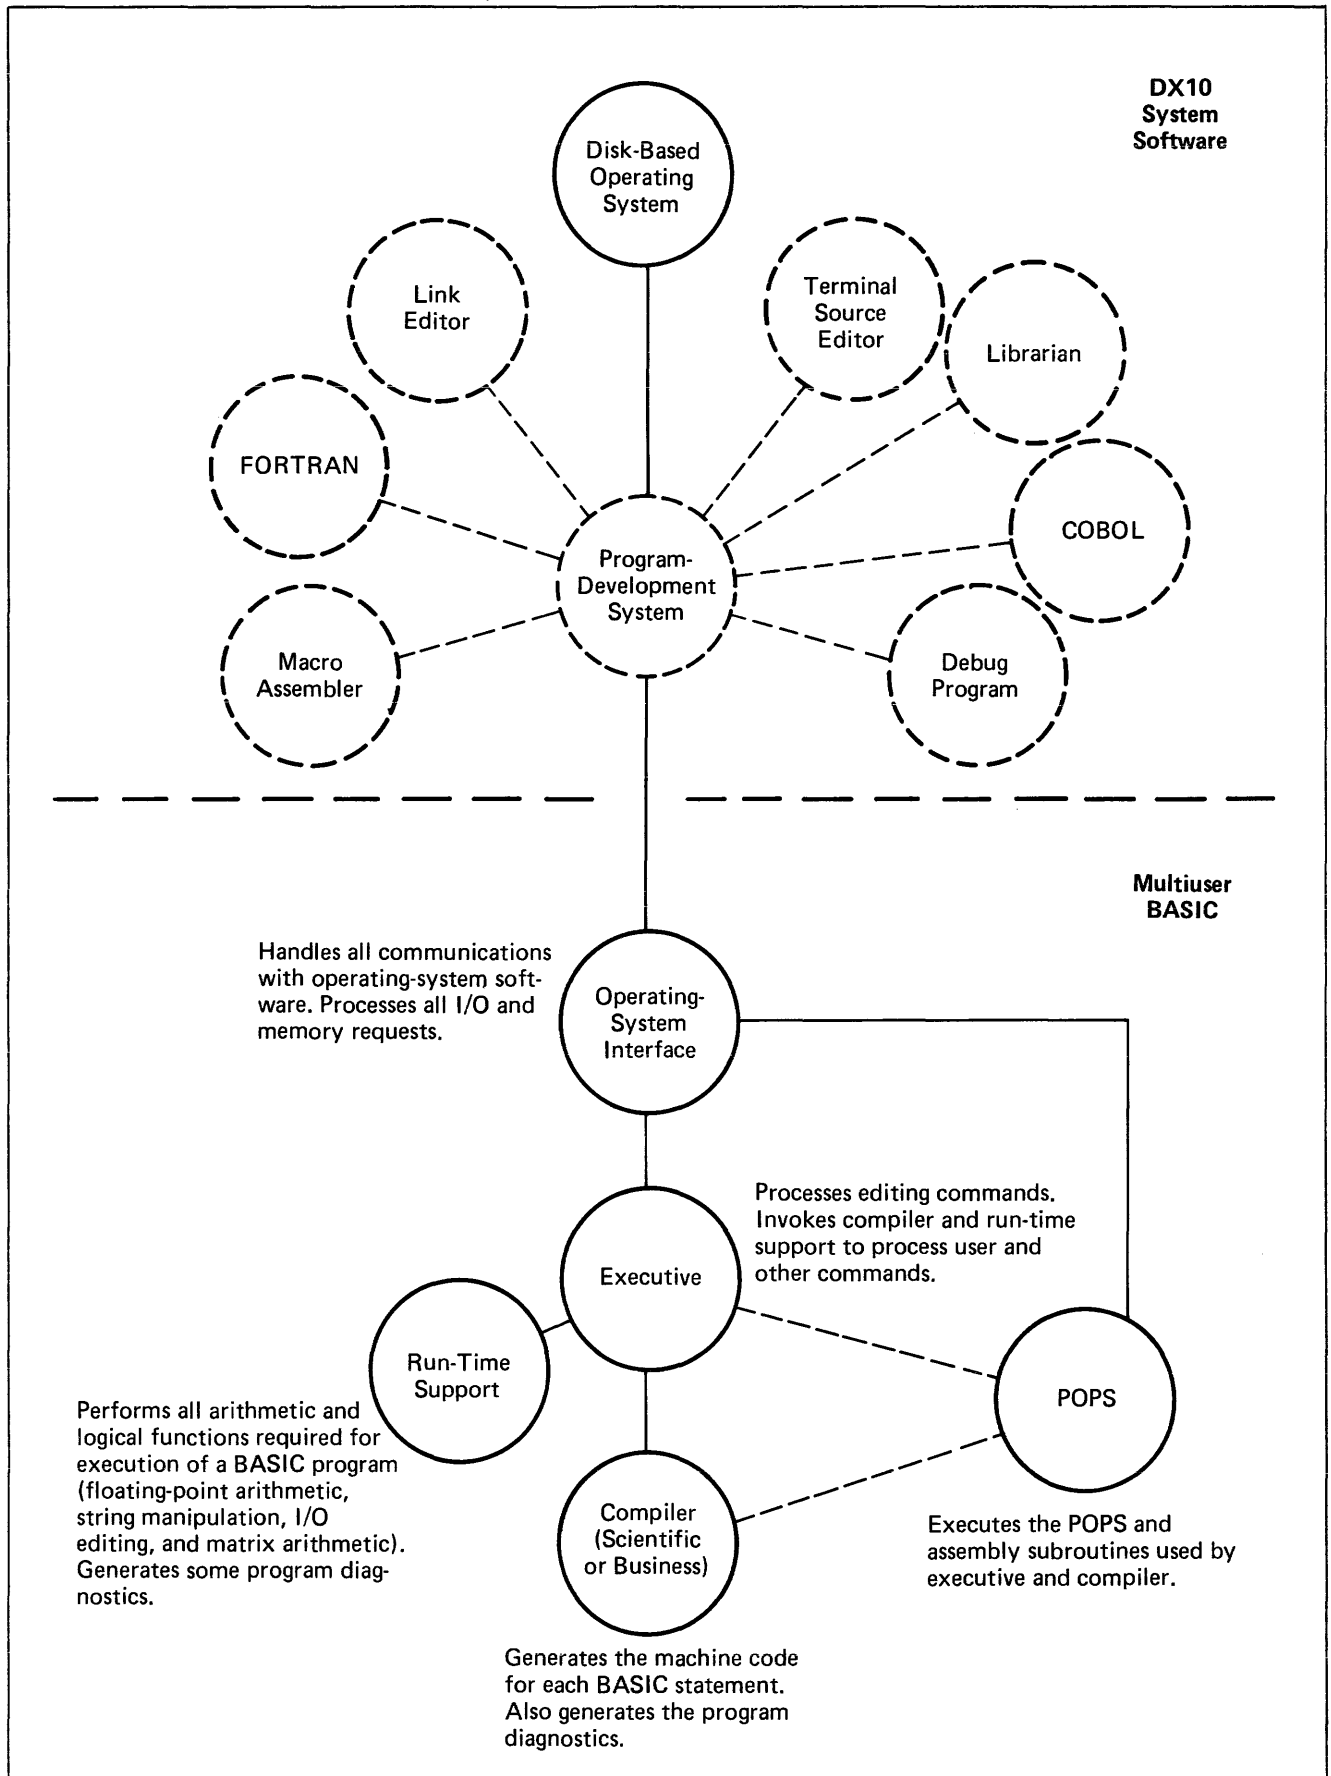 DX10
System
Software
Disk-Based
Operating
System
Link
Editor
Terminal
Source
Editor
Librarian
FORTRAN
COBOL
Program-
Development
System
Macro
Assembler
Debug
Program
Multiuser
BASIC
Handles all communications
with operating-system soft-
ware. Processes all I/O and
memory requests.
Operating-
System
Interface
Processes editing commands.
Invokes compiler and run-time
support to process user and
other commands.
Executive
Run-Time
Support
POPS
Performs all arithmetic and
logical functions required for
execution of a BASIC program
(floating-point arithmetic,
string manipulation, I/O
editing, and matrix arithmetic).
Generates some program diag-
nostics.
Compiler
(Scientific
or Business)
Executes the POPS and
assembly subroutines used by
executive and compiler.
Generates the machine code
for each BASIC statement.
Also generates the program
diagnostics.